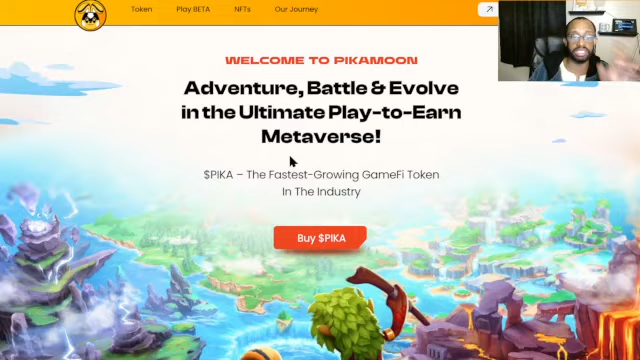 Token
Play BETA
NFTs
Our Journey
WELCOME TO PIKAMOON
Adventure, Battle & Evolve
in the Ultimate Play-to-Earn
Metaverse!
$PIKA – The Fastest-Growing GameFi Token
In The Industry
Buy $PIKA